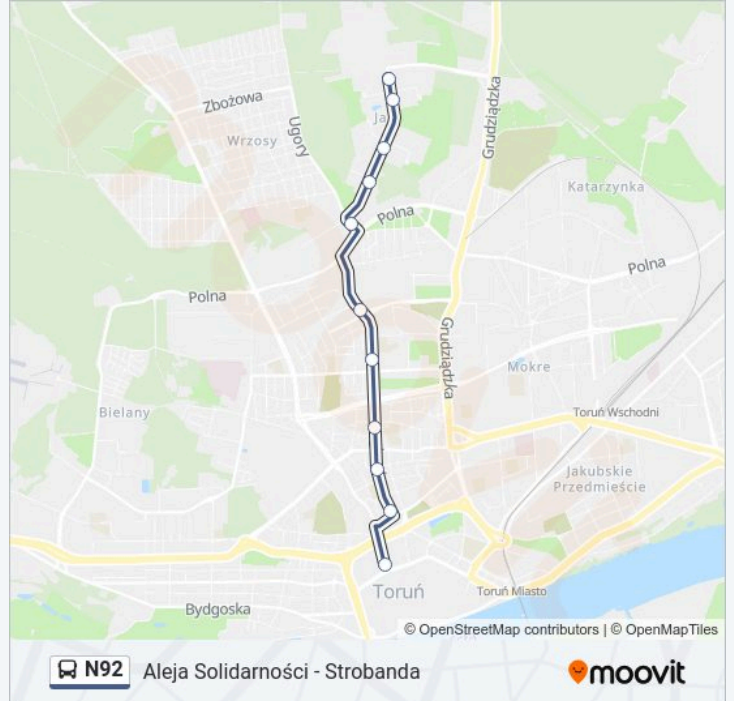 Zbożowa
Ugory
Wrzosy
Grudziądzka
Katarzynka
Polna
Polna
Polna
Grudziądzka
Mokre
Bielany
Toruń Wschodni
Jakubskie
Przedmieście
Toruń
Toruń Miasto
Bydgoska
© OpenStreetMap contributors | © OpenMapTiles
N92 Aleja Solidarności - Strobanda
moovit